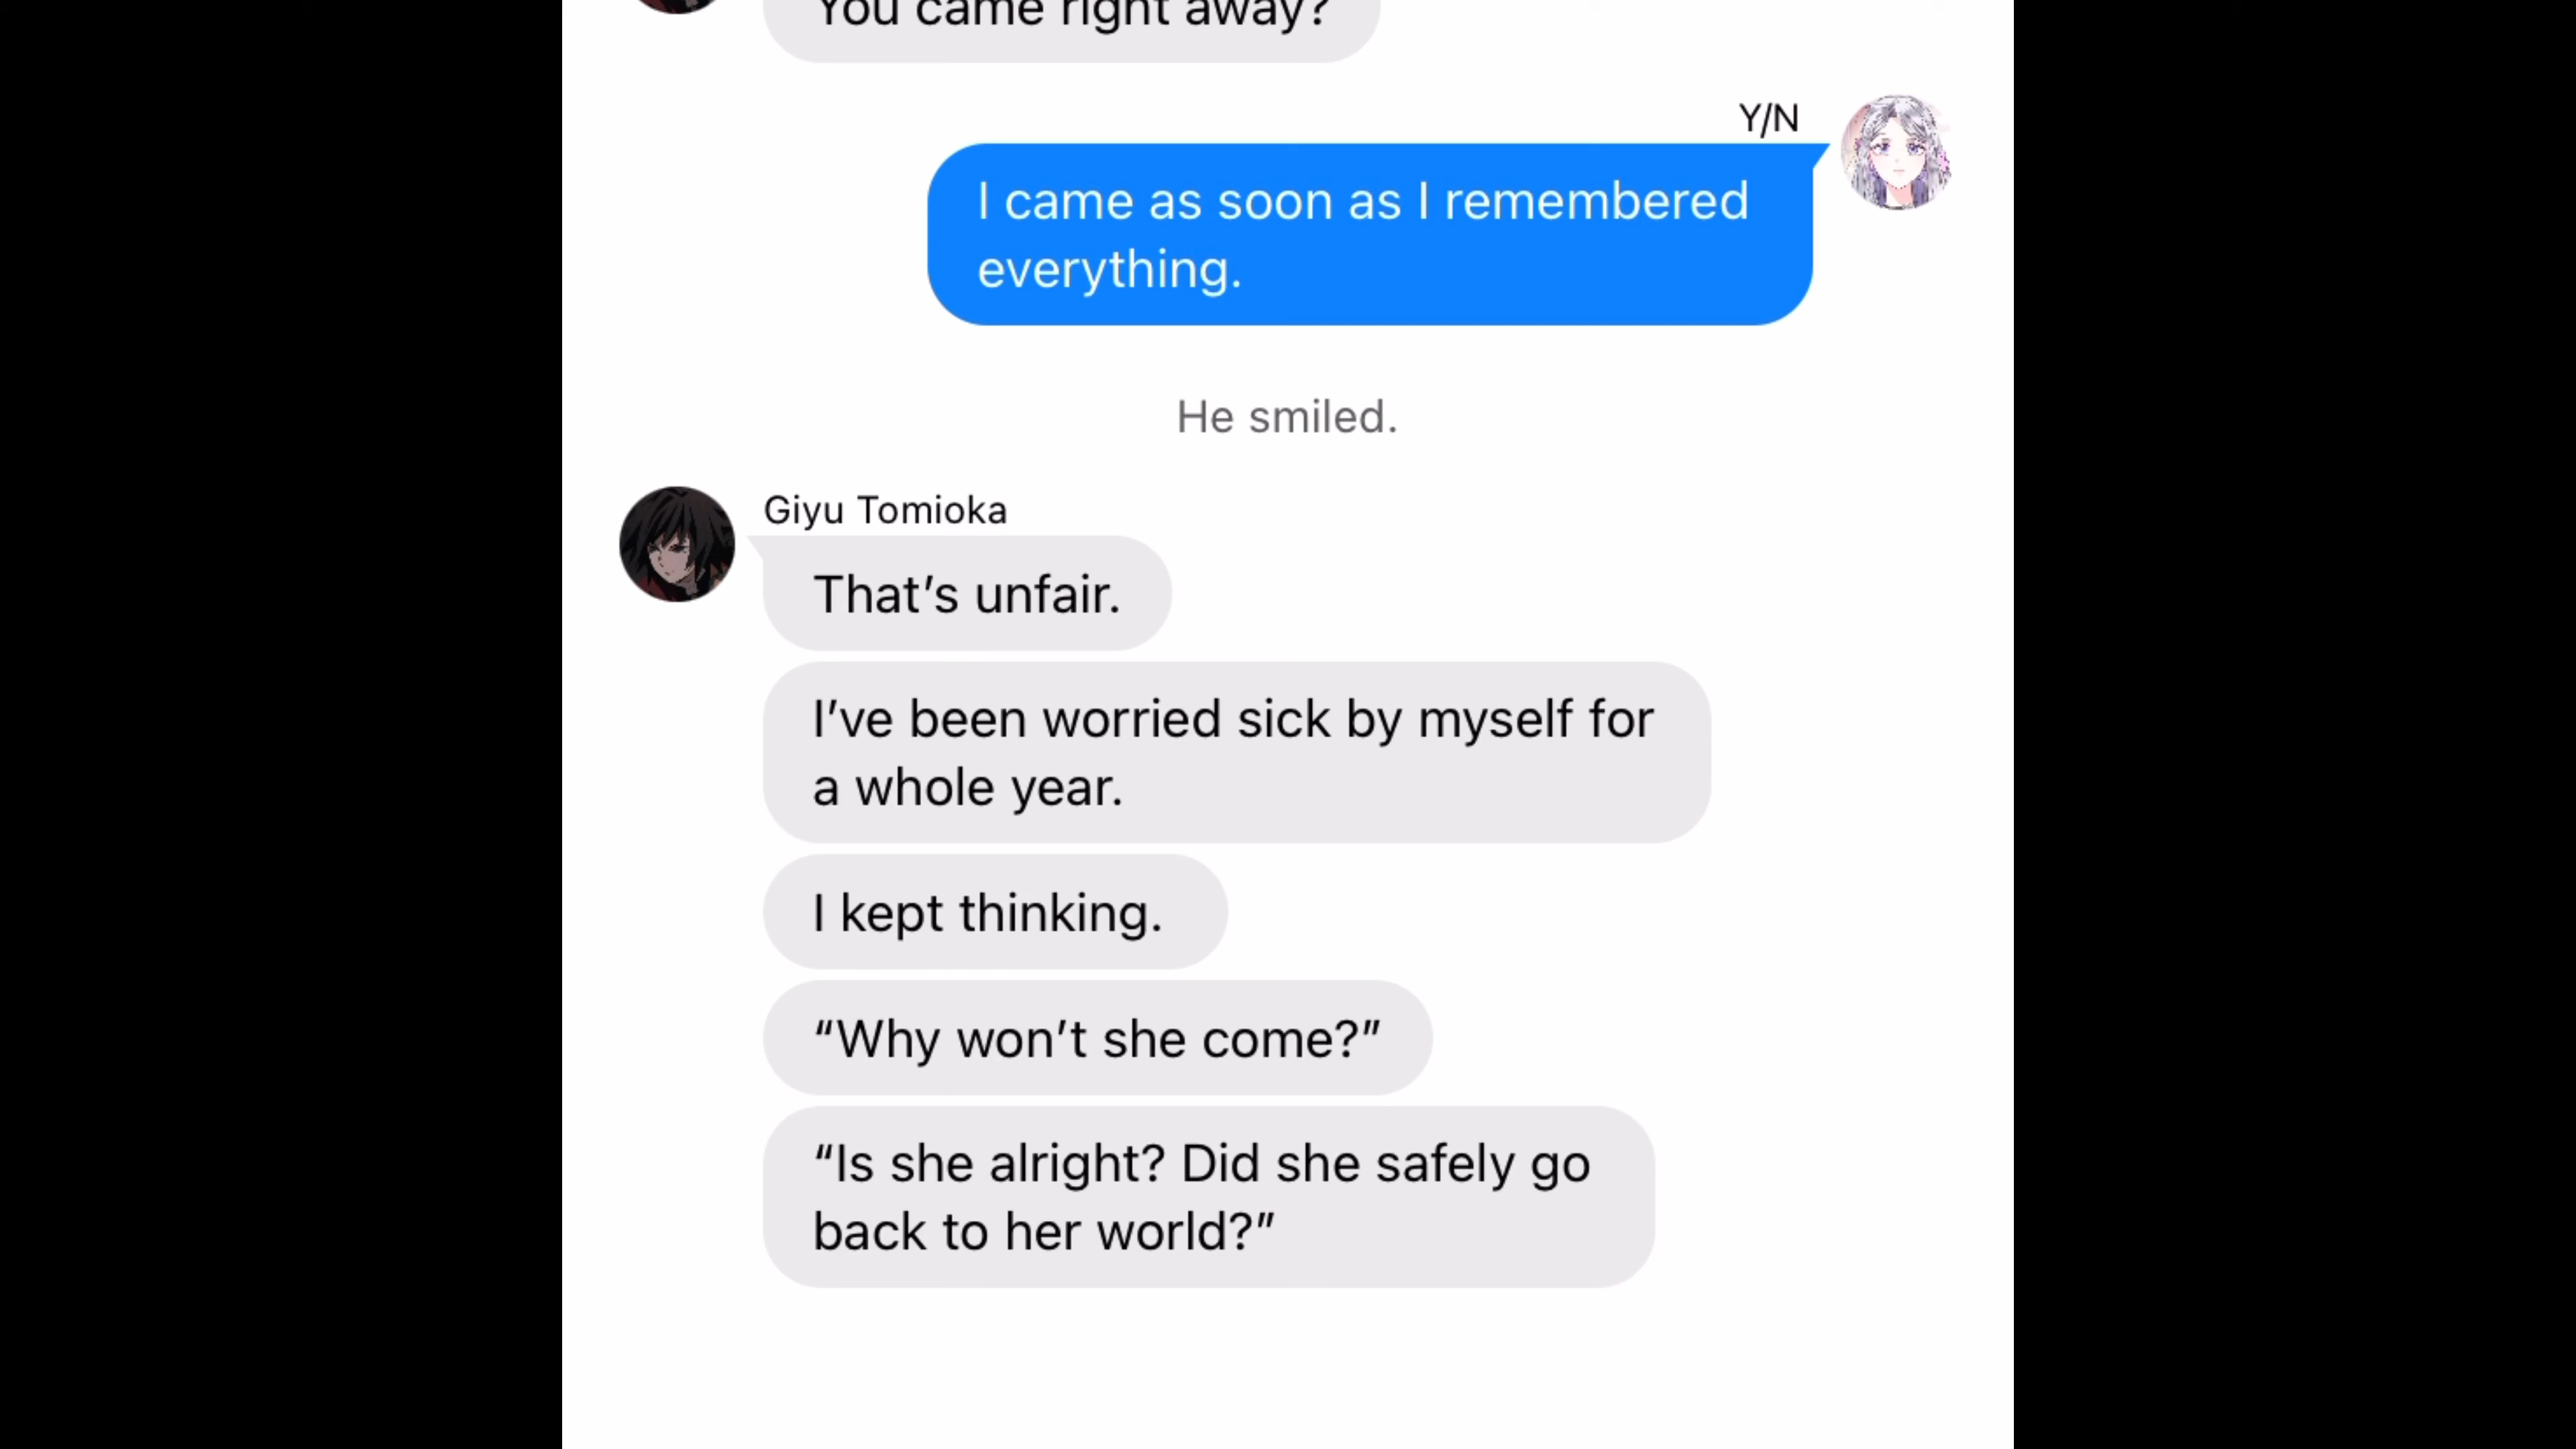 You came right away?
Y/N
I came as soon as I remembered
everything.
He smiled.
Giyu Tomioka
That’s unfair.
I’ve been worried sick by myself for
a whole year.
I kept thinking.
“Why won’t she come?”
“Is she alright? Did she safely go
back to her world?”